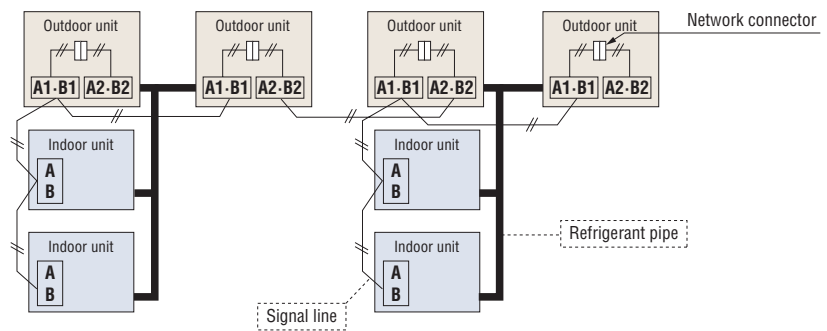 Outdoor unit
Outdoor unit
Outdoor unit
Outdoor unit
Network connector
A1·B1 A2·B2
A1·B1 A2·B2
A1·B1 A2·B2
A1·B1 A2·B2
Indoor unit
A
B
Indoor unit
A
B
Indoor unit
A
B
Indoor unit
A
B
Refrigerant pipe
Signal line